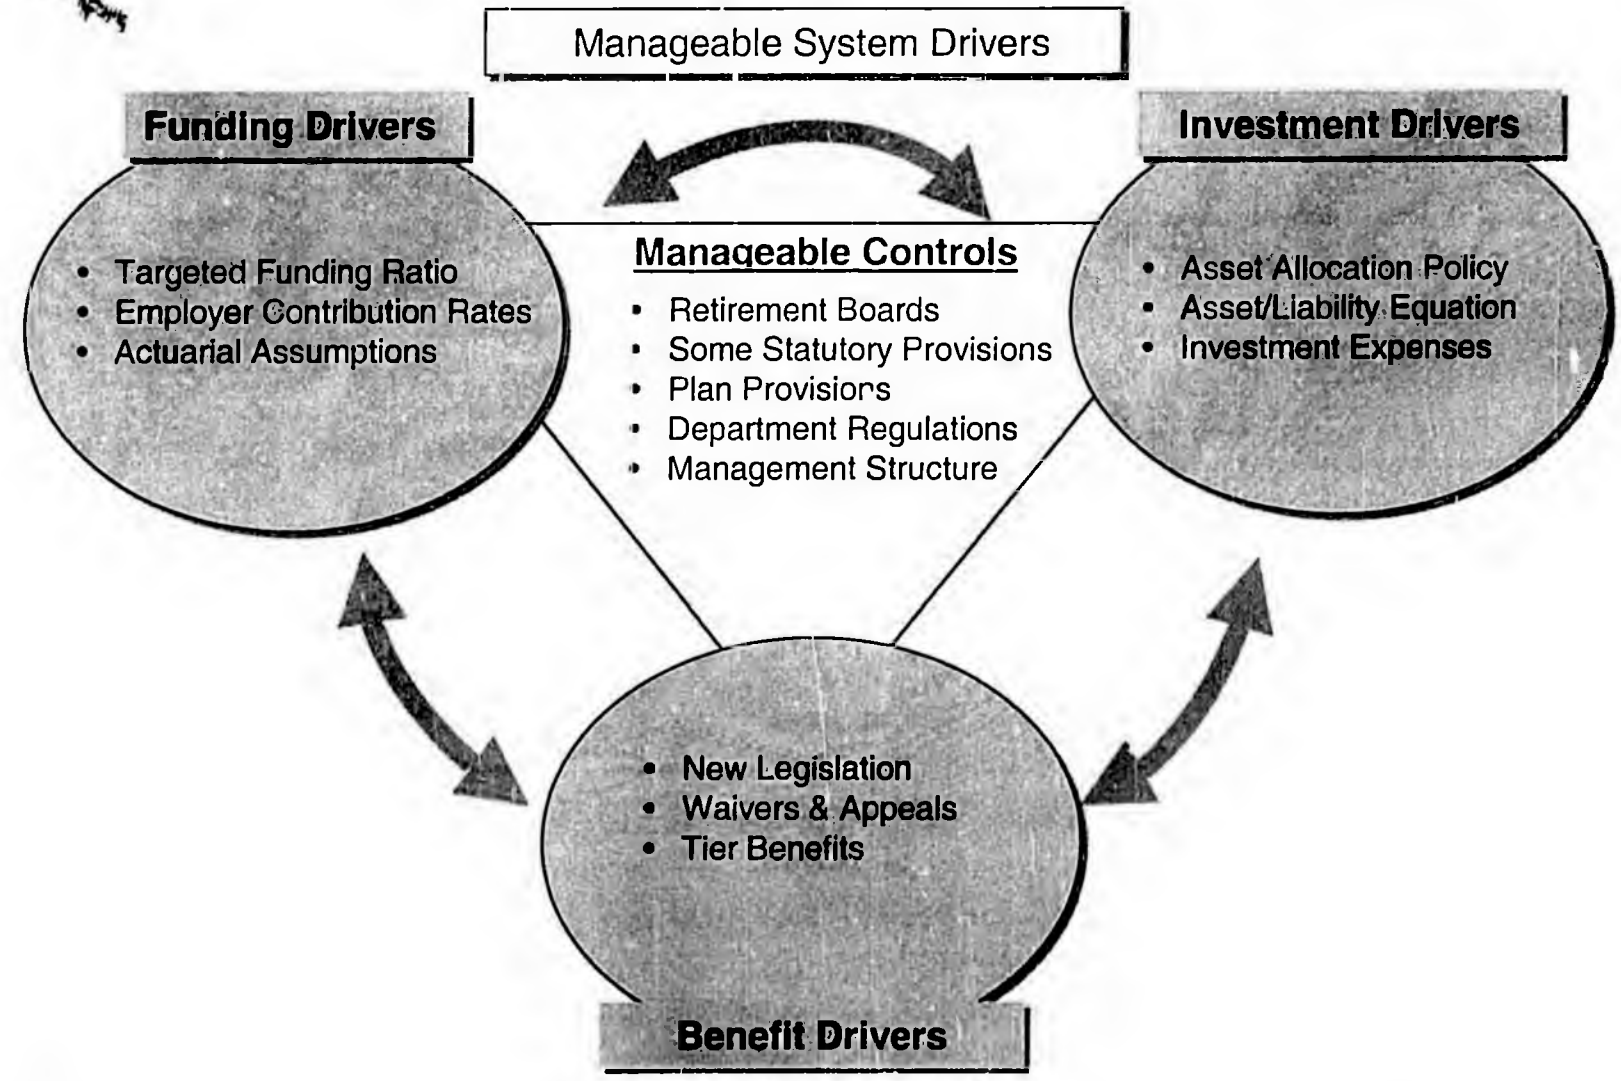 Manageable System Drivers
Funding Drivers
Investment Drivers
• Targeted Funding Ratio
• Employer Contribution Rates
• Actuarial Assumptions
Manageable Controls
• Retirement Boards
• Some Statutory Provisions
• Plan Provisions
• Department Regulations
• Management Structure
• Asset Allocation Policy
• Asset/Liability Equation
• Investment Expenses
• New Legislation
• Waivers & Appeals
• Tier Benefits
Benefit Drivers